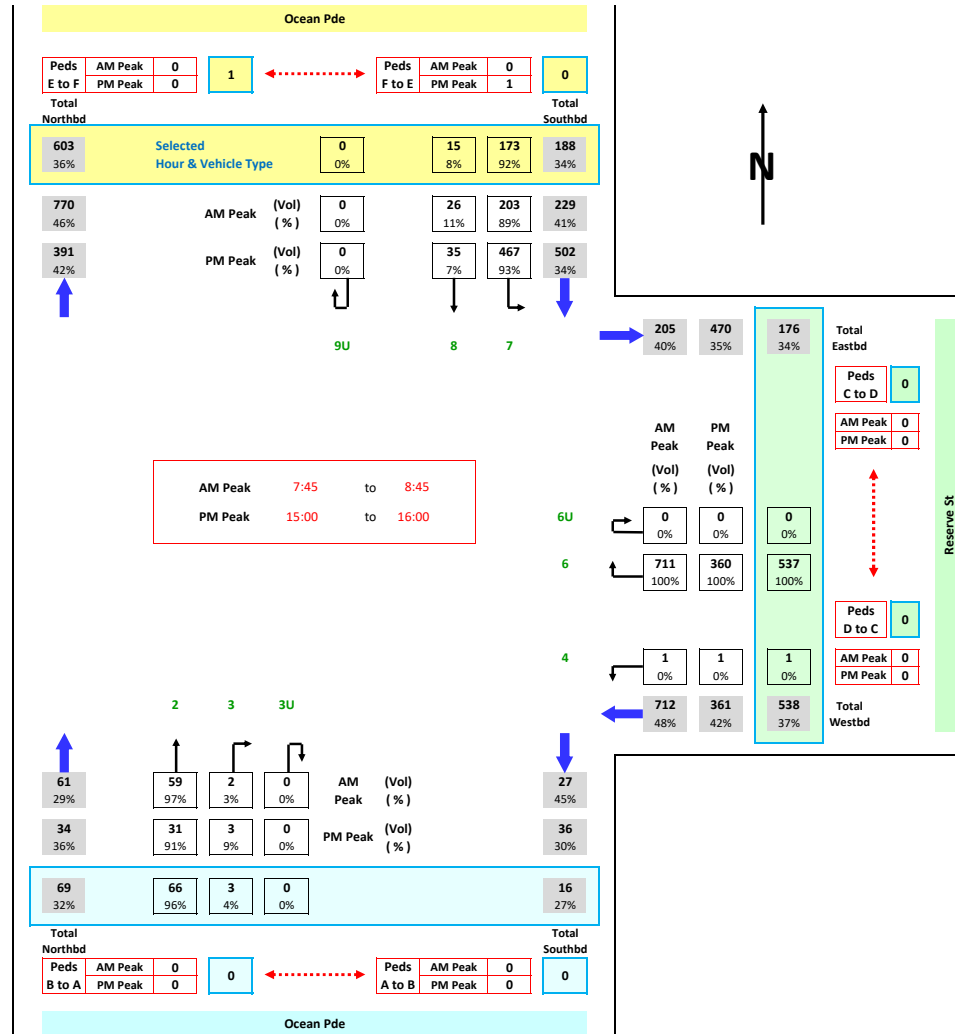 Ocean Pde
Peds AM Peak 0 1 Peds AM Peak 0 0
E to F PM Peak 0 F to E PM Peak 1
Total Total
Northbd Southbd
603 Selected 0 15 173 188
36% Hour & Vehicle Type 0% 8% 92% 34%
770 AM Peak (Vol) 0 26 203 229
46% ( % ) 0% 11% 89% 41%
391 PM Peak (Vol) 0 35 467 502
42% ( % ) 0% 7% 93% 34%
N
9U 8 7
205 470 176 Total
40% 35% 34% Eastbd
Peds 0
C to D
AM Peak 0
PM Peak 0
AM PM
Peak Peak
(Vol) (Vol)
( % ) ( % )
AM Peak 7:45 to 8:45
PM Peak 15:00 to 16:00
6U 0 0 0
0% 0% 0%
6 711 360 537
100% 100% 100%
Reserve St
Peds 0
D to C
4 1 1 1 AM Peak 0
0% 0% 0% PM Peak 0
712 361 538 Total
48% 42% 37% Westbd
2 3 3U
61 59 2 0 AM (Vol) 27
29% 97% 3% 0% Peak ( % ) 45%
34 31 3 0 PM Peak (Vol) 36
36% 91% 9% 0% ( % ) 30%
69 66 3 0 16
32% 96% 4% 0% 27%
Total Total
Northbd Southbd
Peds AM Peak 0 0 Peds AM Peak 0 0
B to A PM Peak 0 A to B PM Peak 0
Ocean Pde